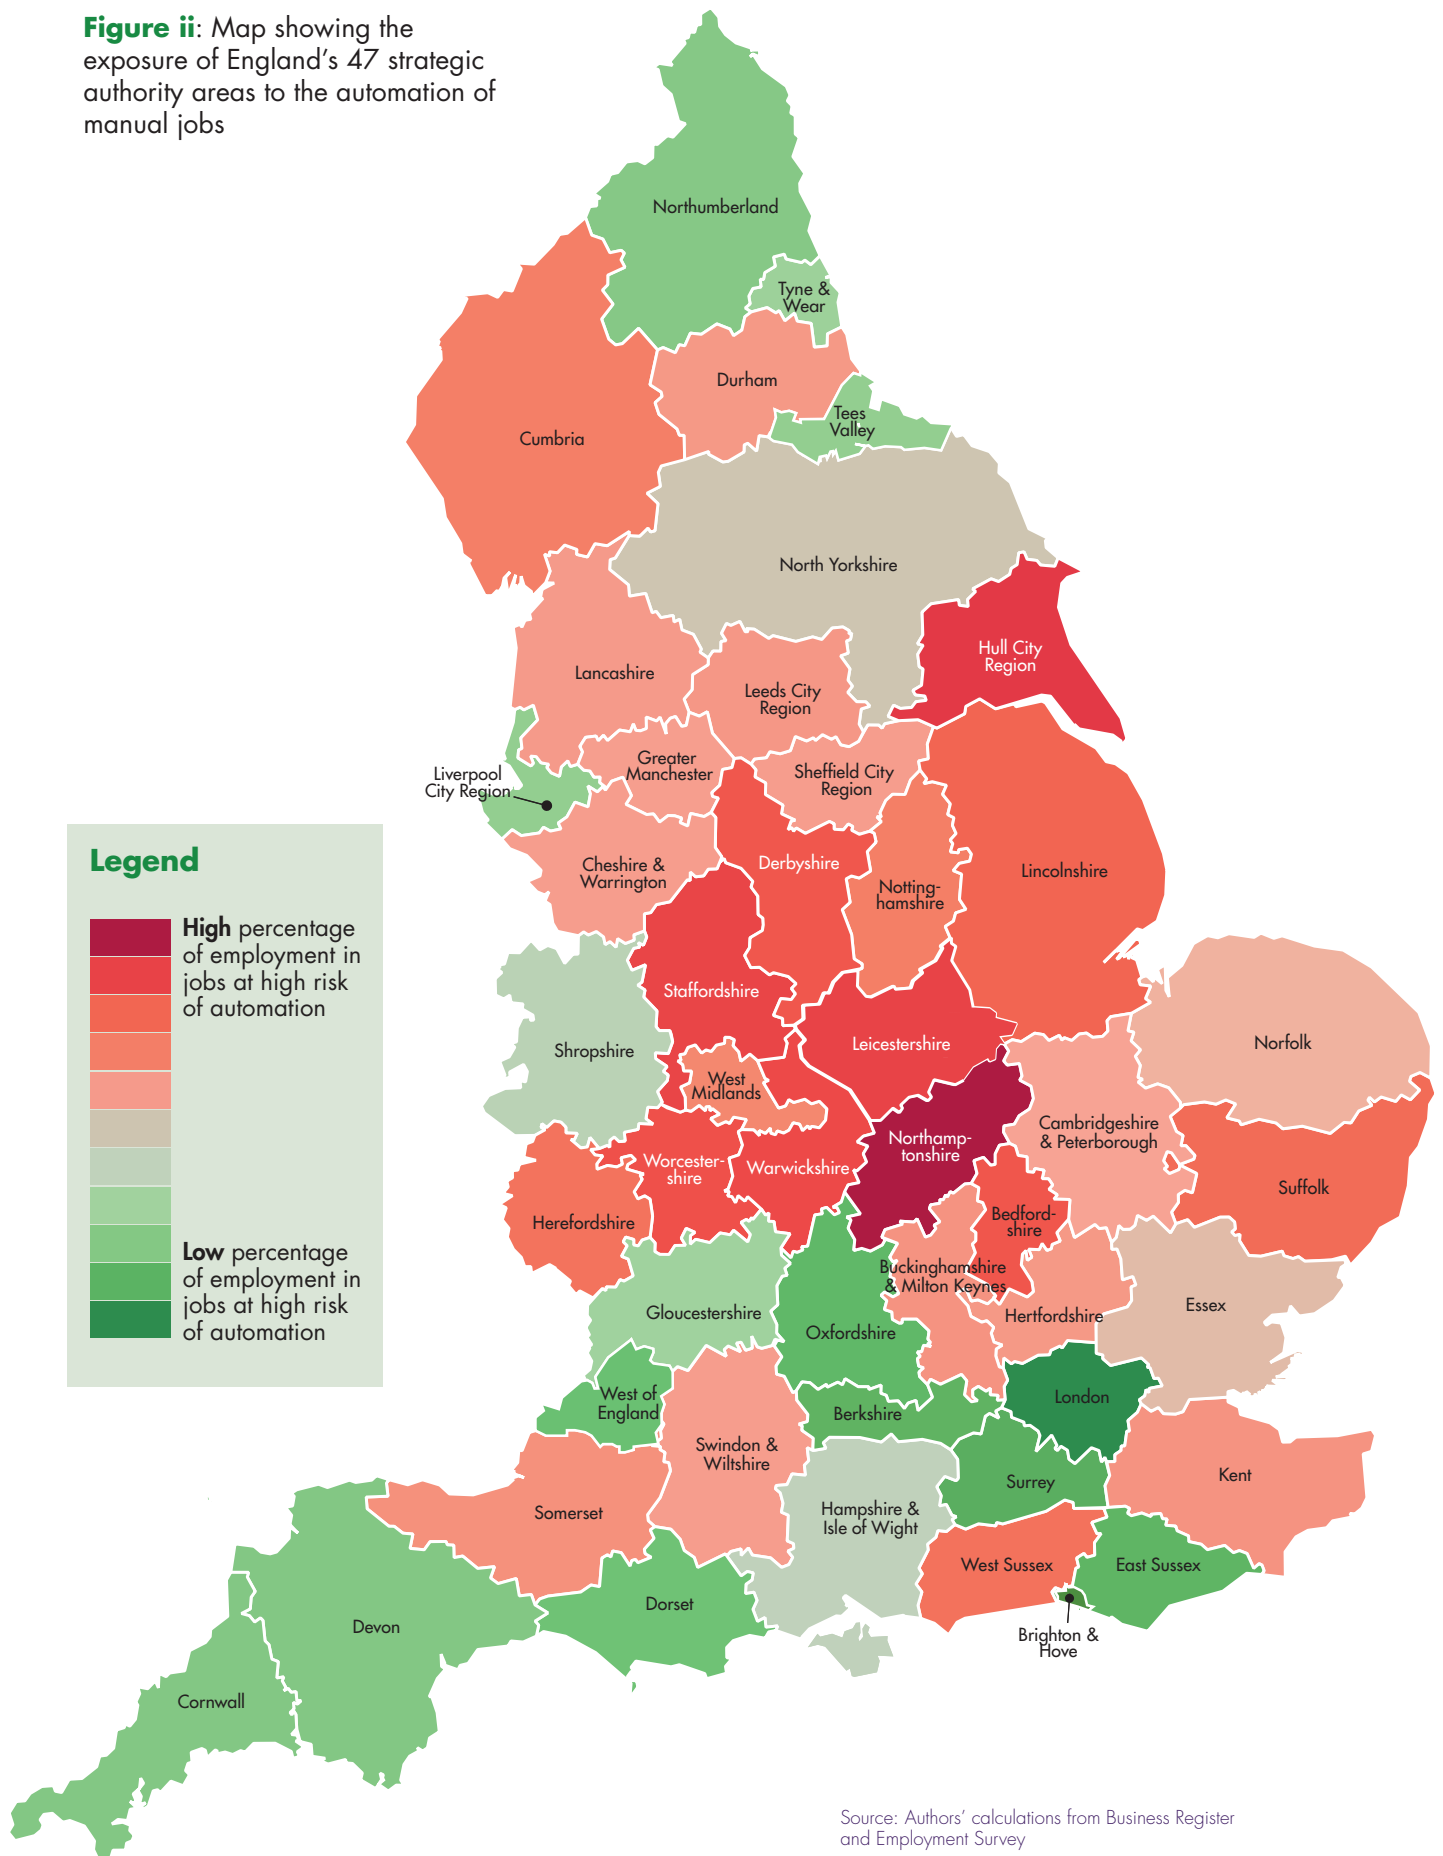 Figure ii: Map showing the
exposure of England's 47 strategic
authority areas to the automation of
manual jobs
Northumberland
Tyne &
Wear
Durham
Tees
Valley
Cumbria
North Yorkshire
Hull City
Region
Lancashire
Leeds City
Region
Greater
Manchester
Sheffield City
Region
Liverpool
City Region
Cheshire &
Warrington
Derbyshire
Notting-
hamshire
Lincolnshire
Legend
High percentage
of employment in
jobs at high risk
of automation
Low percentage
of employment in
jobs at high risk
of automation
Staffordshire
Shropshire
Leicestershire
Norfolk
West
Midlands
Cambridgeshire
& Peterborough
Northamp-
tonshire
Worcester-
shire
Warwickshire
Suffolk
Herefordshire
Bedford-
shire
Buckinghamshire
& Milton Keynes
Gloucestershire
Oxfordshire
Hertfordshire
Essex
West of
England
Berkshire
London
Swindon &
Wiltshire
Surrey
Kent
Somerset
Hampshire &
Isle of Wight
West Sussex
East Sussex
Dorset
Devon
Brighton &
Hove
Cornwall
Source: Authors' calculations from Business Register
and Employment Survey